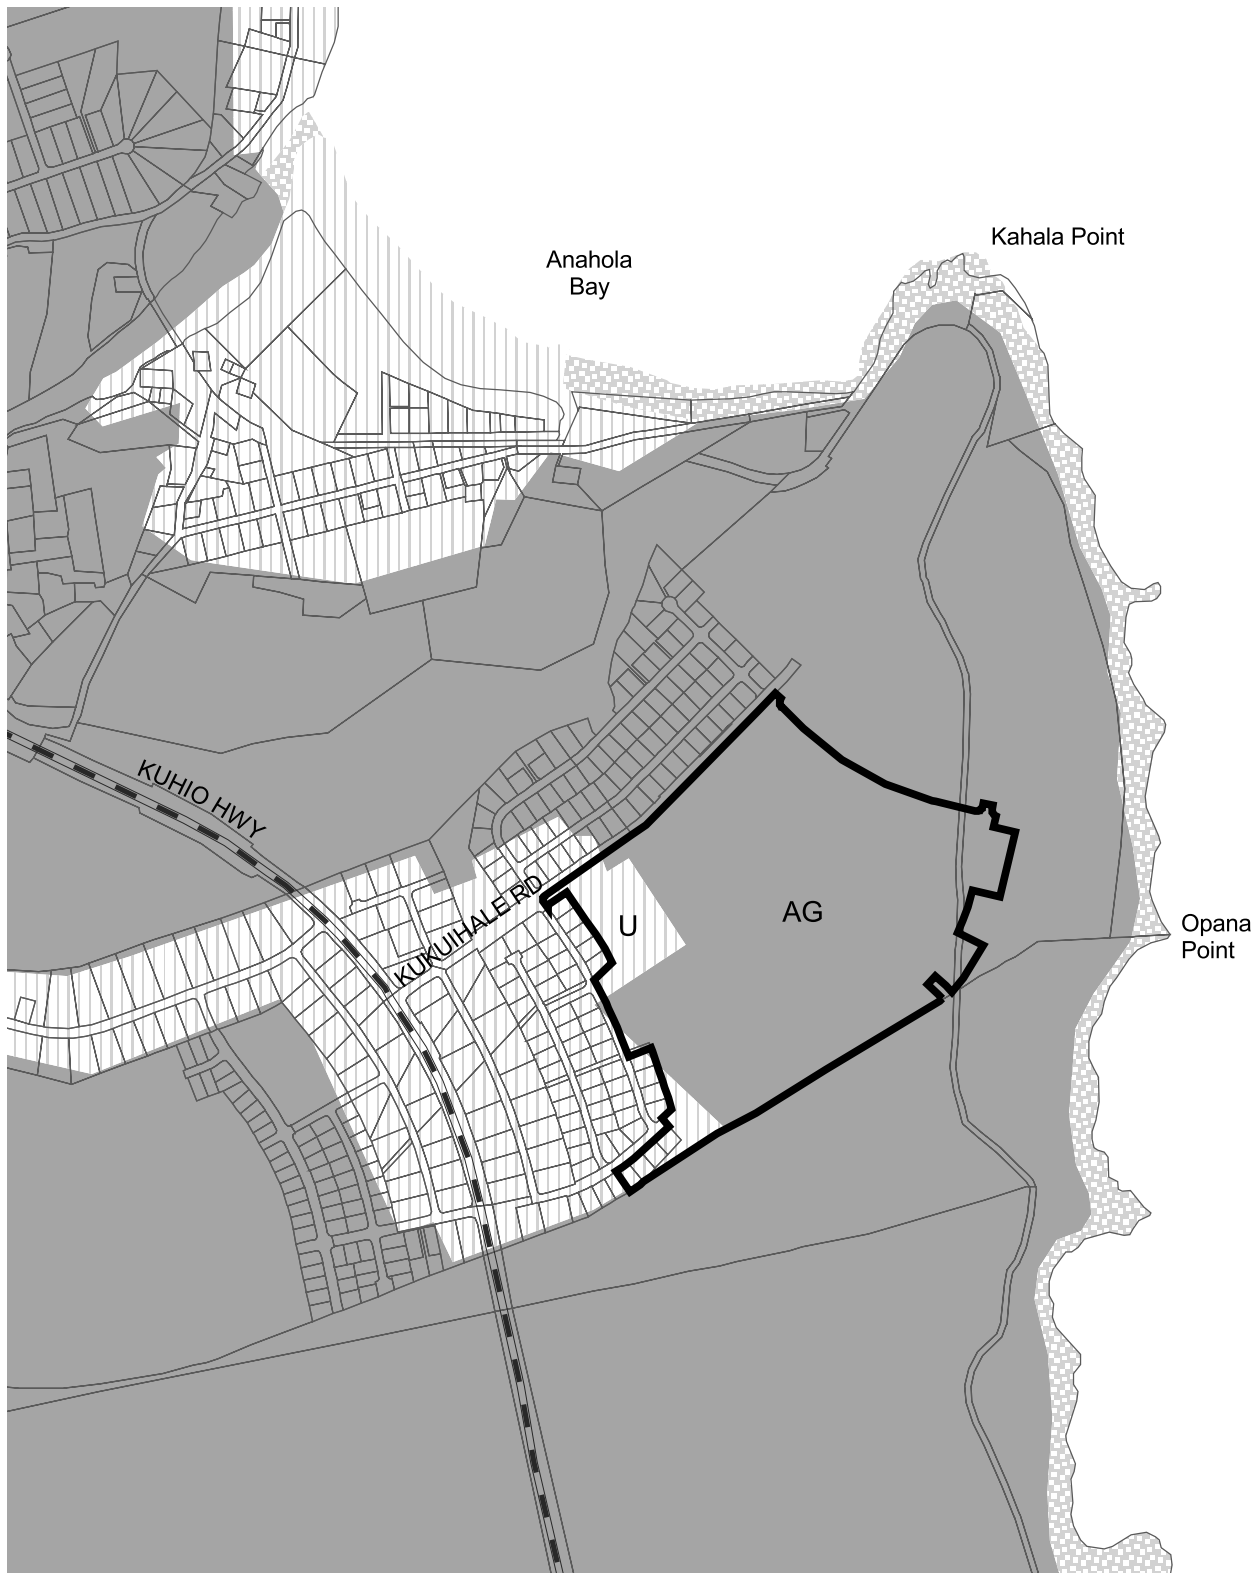 Kahala Point
Anahola
Bay
KUHIO HWY
KUKUIHALE RD
U
AG
Opana
Point